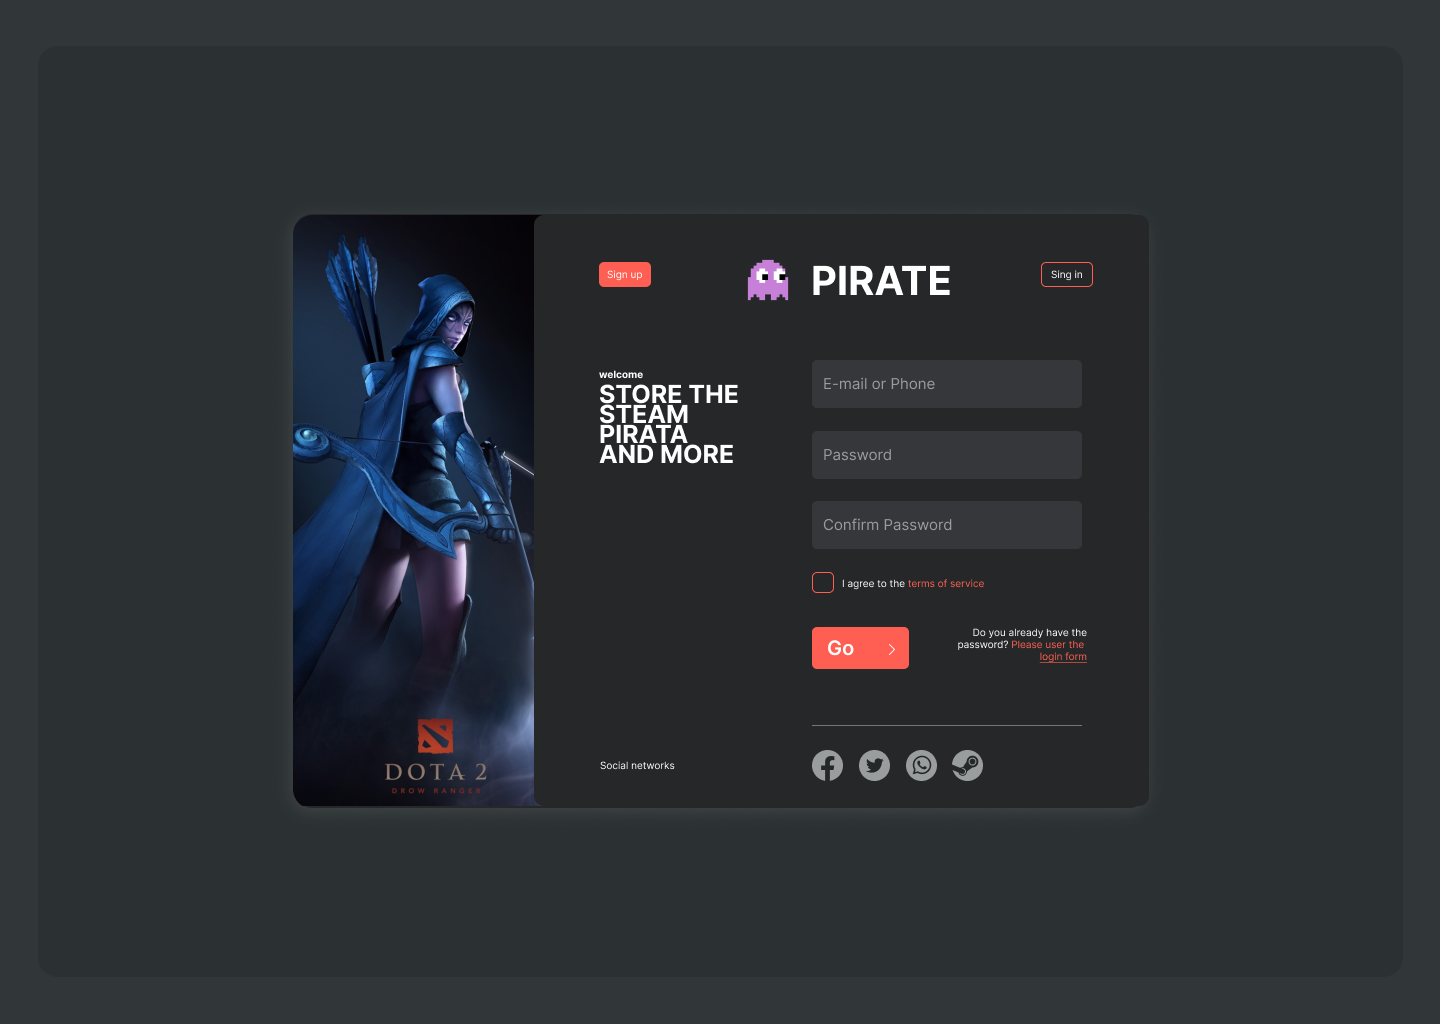 Sign up
PIRATE
Sing in
welcome
STORE THE
STEAM
PIRATA
AND MORE
E-mail or Phone
Password
Confirm Password
I agree to the terms of service
Go
Do you already have the
password? Please user the
login form
DOTA 2
DROW RANGER
Social networks